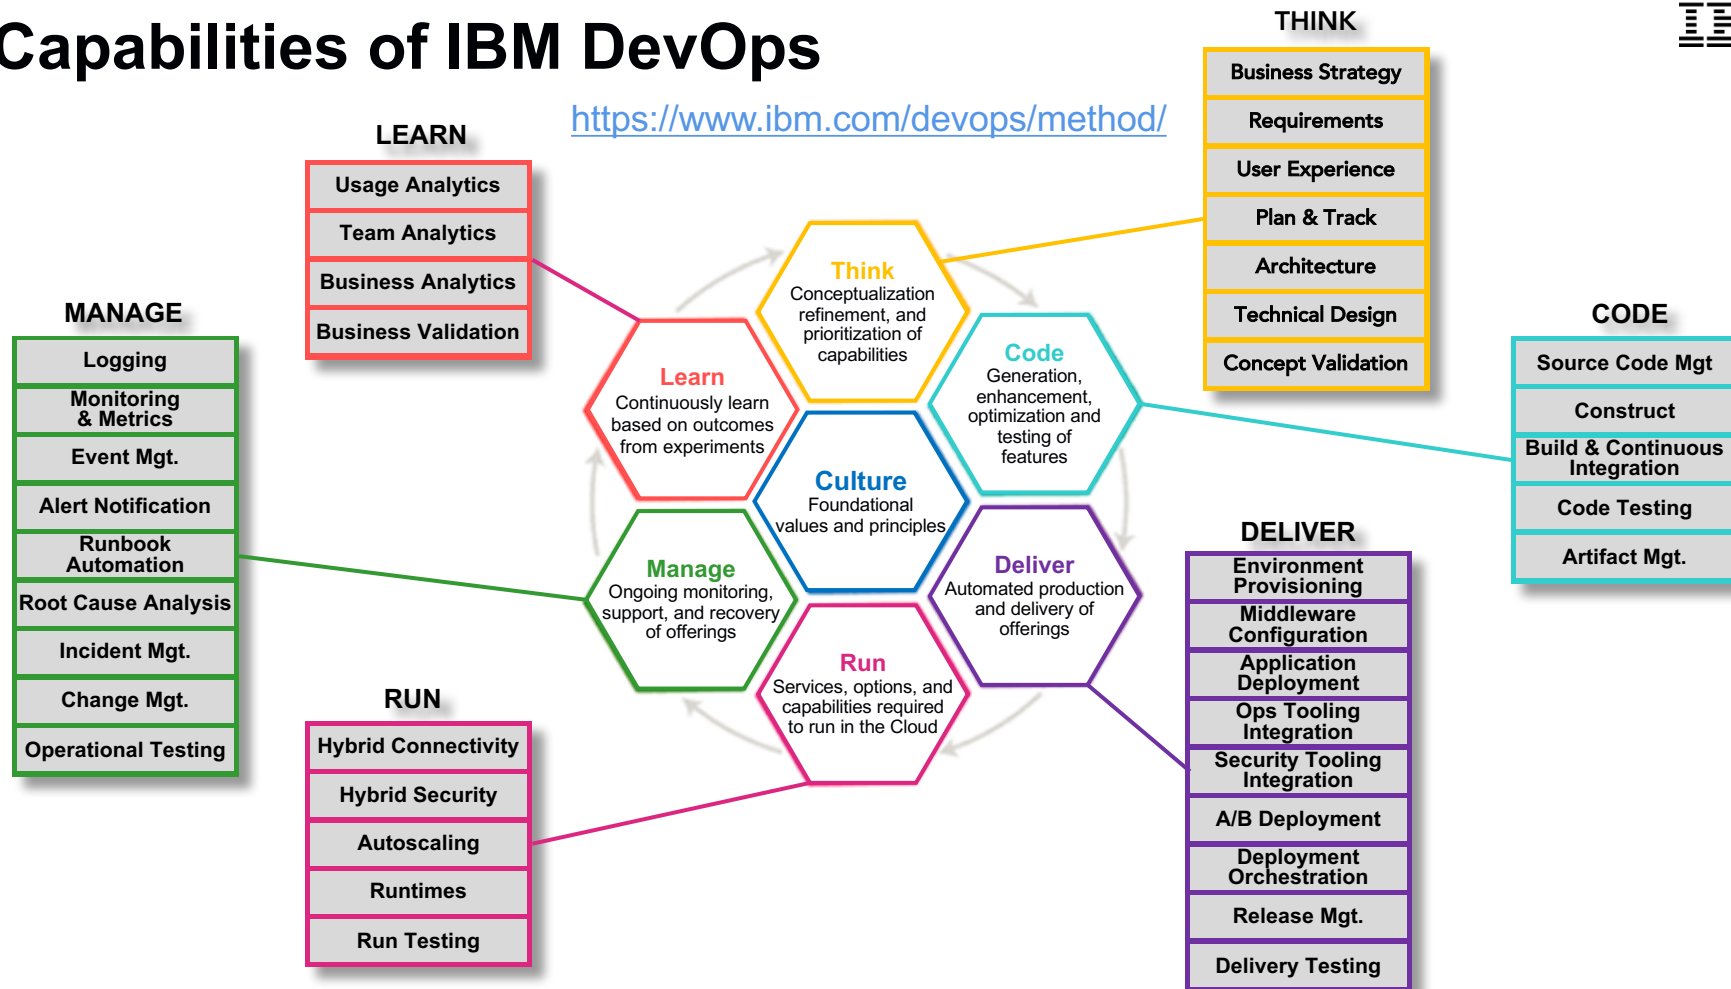 Capabilities of IBM DevOps
https://www.ibm.com/devops/method/
THINK
Business Strategy
Requirements
User Experience
Plan & Track
Architecture
Technical Design
Concept Validation
LEARN
Usage Analytics
Team Analytics
Business Analytics
Business Validation
MANAGE
Logging
Monitoring
& Metrics
Event Mgt.
Alert Notification
Runbook
Automation
Root Cause Analysis
Incident Mgt.
Change Mgt.
Operational Testing
Think
Conceptualization
refinement, and
prioritization of
capabilities
Code
Generation,
enhancement,
optimization and
testing of
features
Learn
Continuously learn
based on outcomes
from experiments
Culture
Foundational
values and principles
Manage
Ongoing monitoring,
support, and recovery
of offerings
Deliver
Automated production
and delivery of
offerings
Run
Services, options, and
capabilities required
to run in the Cloud
CODE
Source Code Mgt
Construct
Build & Continuous
Integration
Code Testing
Artifact Mgt.
RUN
Hybrid Connectivity
Hybrid Security
Autoscaling
Runtimes
Run Testing
DELIVER
Environment
Provisioning
Middleware
Configuration
Application
Deployment
Ops Tooling
Integration
Security Tooling
Integration
A/B Deployment
Deployment
Orchestration
Release Mgt.
Delivery Testing